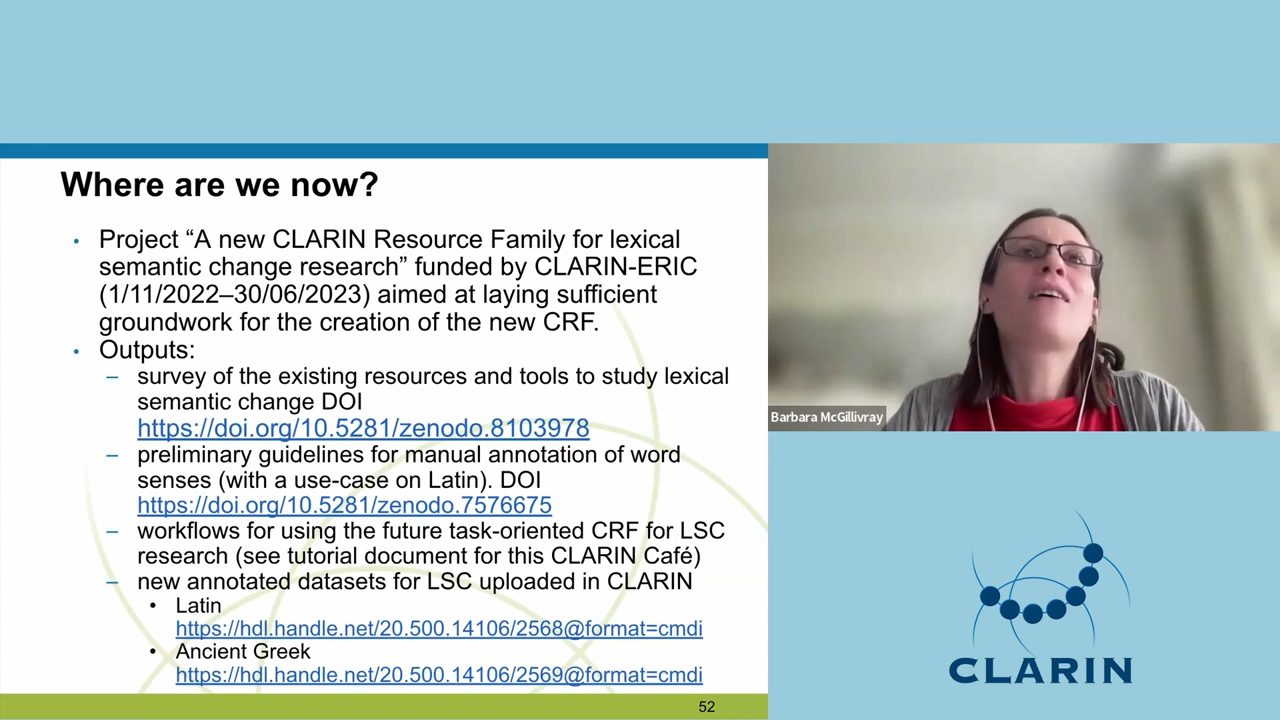 Where are we now?
• Project “A new CLARIN Resource Family for lexical
semantic change research” funded by CLARIN-ERIC
(1/11/2022–30/06/2023) aimed at laying sufficient
groundwork for the creation of the new CRF.
• Outputs:
– survey of the existing resources and tools to study lexical
semantic change DOI
https://doi.org/10.5281/zenodo.8103978
– preliminary guidelines for manual annotation of word
senses (with a use-case on Latin). DOI
https://doi.org/10.5281/zenodo.7576675
– workflows for using the future task-oriented CRF for LSC
research (see tutorial document for this CLARIN Café)
– new annotated datasets for LSC uploaded in CLARIN
• Latin
https://hdl.handle.net/20.500.14106/2568@format=cmdi
• Ancient Greek
https://hdl.handle.net/20.500.14106/2569@format=cmdi
52
Barbara McGillivray
CLARIN